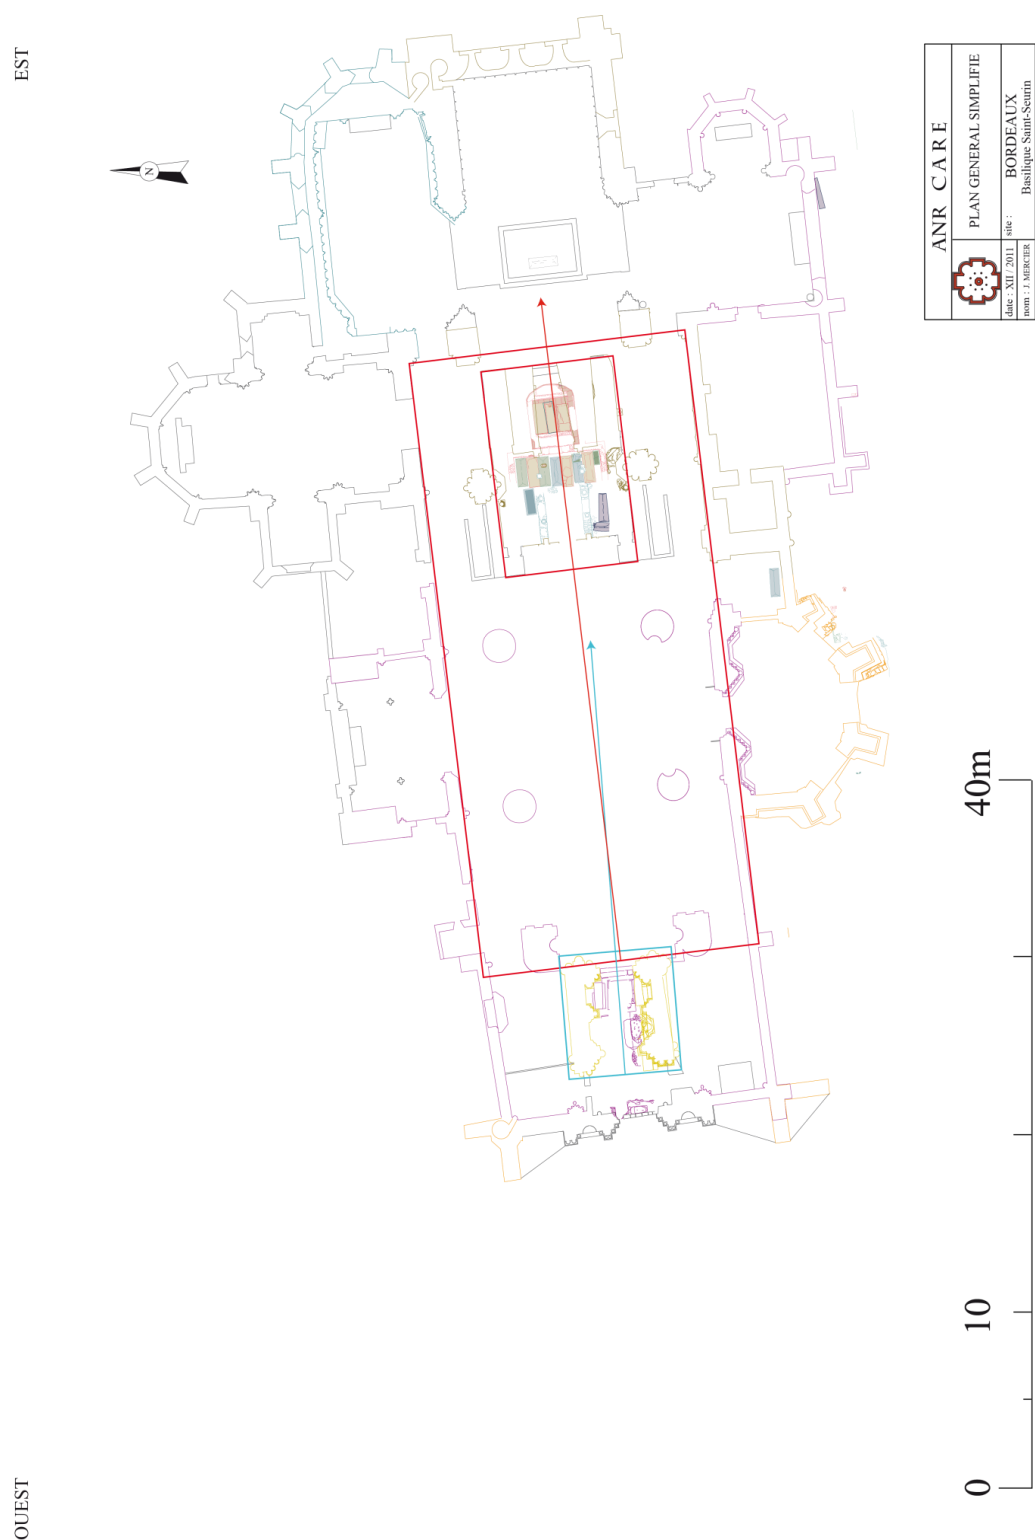 OUEST
EST
N
ANR CARE
PLAN GENERAL SIMPLIFIE
date : XII / 2011
nom : J. MERCIER
site :
BORDEAUX
Basilique Saint-Seurin
0
10
40m